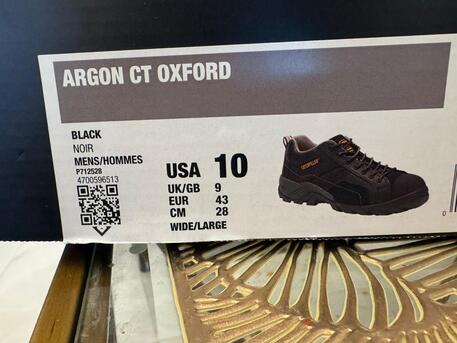 ARGON CT OXFORD
BLACK
NOIR
MENS/HOMMES
P712528
4700596513
USA 10
UK/GB 9
EUR 43
CM 28
WIDE/LARGE
CATERPILLAR
0